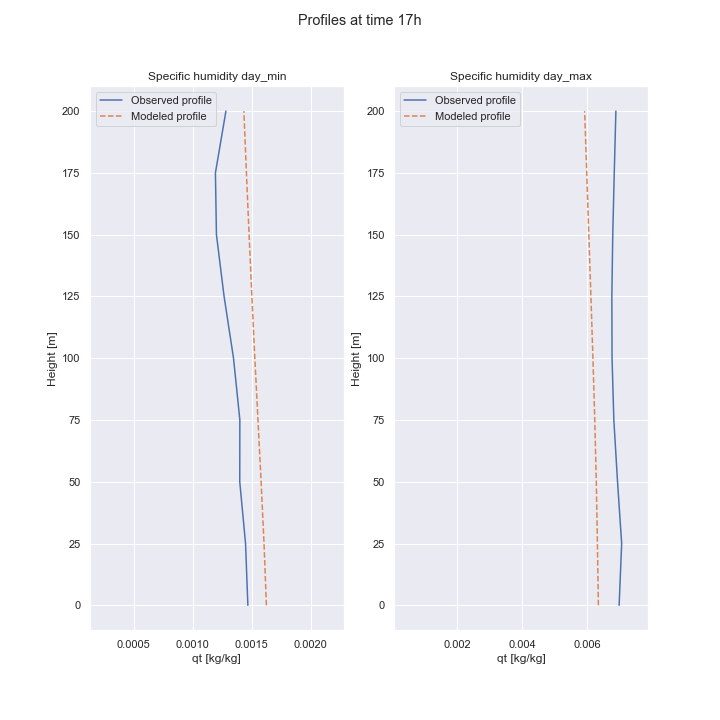 Profiles at time 17h
Specific humidity day_min
Observed profile
Modeled profile
200
175
150
125
100
75
50
25
0
Height [m]
0.0005 0.0010 0.0015 0.0020
qt [kg/kg]
Specific humidity day_max
Observed profile
Modeled profile
200
175
150
125
100
75
50
25
0
Height [m]
0.002 0.004 0.006
qt [kg/kg]